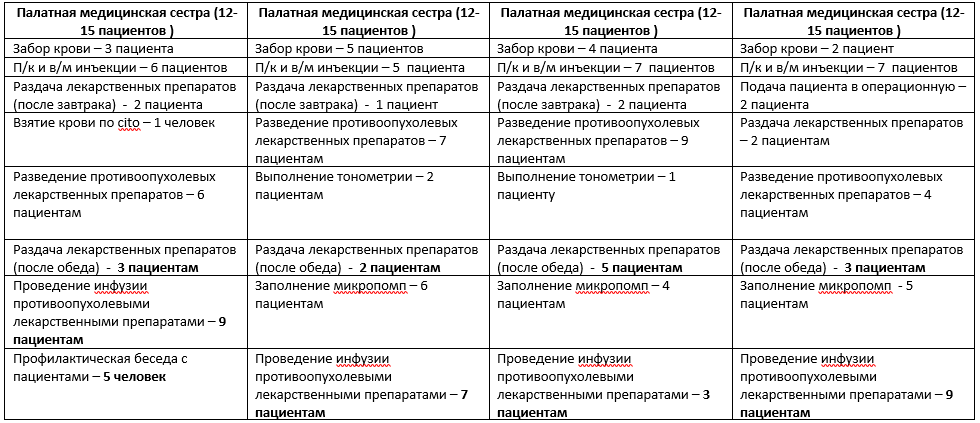 Палатная медицинская сестра (12-
15 пациентов )
Палатная медицинская сестра (12-
15 пациентов )
Палатная медицинская сестра (12-
15 пациентов )
Палатная медицинская сестра (12-
15 пациентов )
Забор крови – 3 пациента
Забор крови – 5 пациентов
Забор крови – 4 пациента
Забор крови – 2 пациент
П/к и в/м инъекции – 6 пациентов
П/к и в/м инъекции – 5 пациента
П/к и в/м инъекции – 7 пациентов
П/к и в/м инъекции – 7 пациентов
Раздача лекарственных препаратов
(после завтрака) - 2 пациента
Раздача лекарственных препаратов
(после завтрака) - 1 пациент
Раздача лекарственных препаратов
(после завтрака) - 2 пациента
Подача пациента в операционную –
2 пациента
Взятие крови по cito – 1 человек
Разведение противоопухолевых
лекарственных препаратов – 7
пациентам
Разведение противоопухолевых
лекарственных препаратов – 9
пациентам
Раздача лекарственных препаратов
– 2 пациентам
Разведение противоопухолевых
лекарственных препаратов – 6
пациентам
Выполнение тонометрии – 2
пациентам
Выполнение тонометрии – 1
пациенту
Разведение противоопухолевых
лекарственных препаратов – 4
пациентам
Раздача лекарственных препаратов
(после обеда) - 3 пациентам
Раздача лекарственных препаратов
(после обеда) - 2 пациентам
Раздача лекарственных препаратов
(после обеда) - 5 пациентам
Раздача лекарственных препаратов
(после обеда) - 3 пациентам
Проведение инфузии
противоопухолевыми
лекарственными препаратами – 9
пациентам
Заполнение микропомп – 6
пациентам
Заполнение микропомп – 4
пациентам
Заполнение микропомп - 5
пациентам
Профилактическая беседа с
пациентами – 5 человек
Проведение инфузии
противоопухолевыми
лекарственными препаратами – 7
пациентам
Проведение инфузии
противоопухолевыми
лекарственными препаратами – 3
пациентам
Проведение инфузии
противоопухолевыми
лекарственными препаратами – 9
пациентам